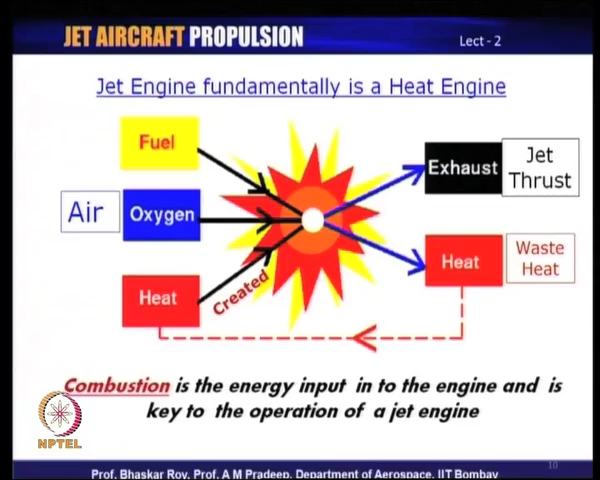 JET AIRCRAFT PROPULSION
Lect - 2
Jet Engine fundamentally is a Heat Engine
Fuel
Air
Oxygen
Heat
Created
Exhaust
Jet
Thrust
Heat
Waste
Heat
Combustion is the energy input in to the engine and is
key to the operation of a jet engine
NPTEL
10
Prof. Bhaskar Roy, Prof. A M Pradeep, Department of Aerospace, IIT Bombay